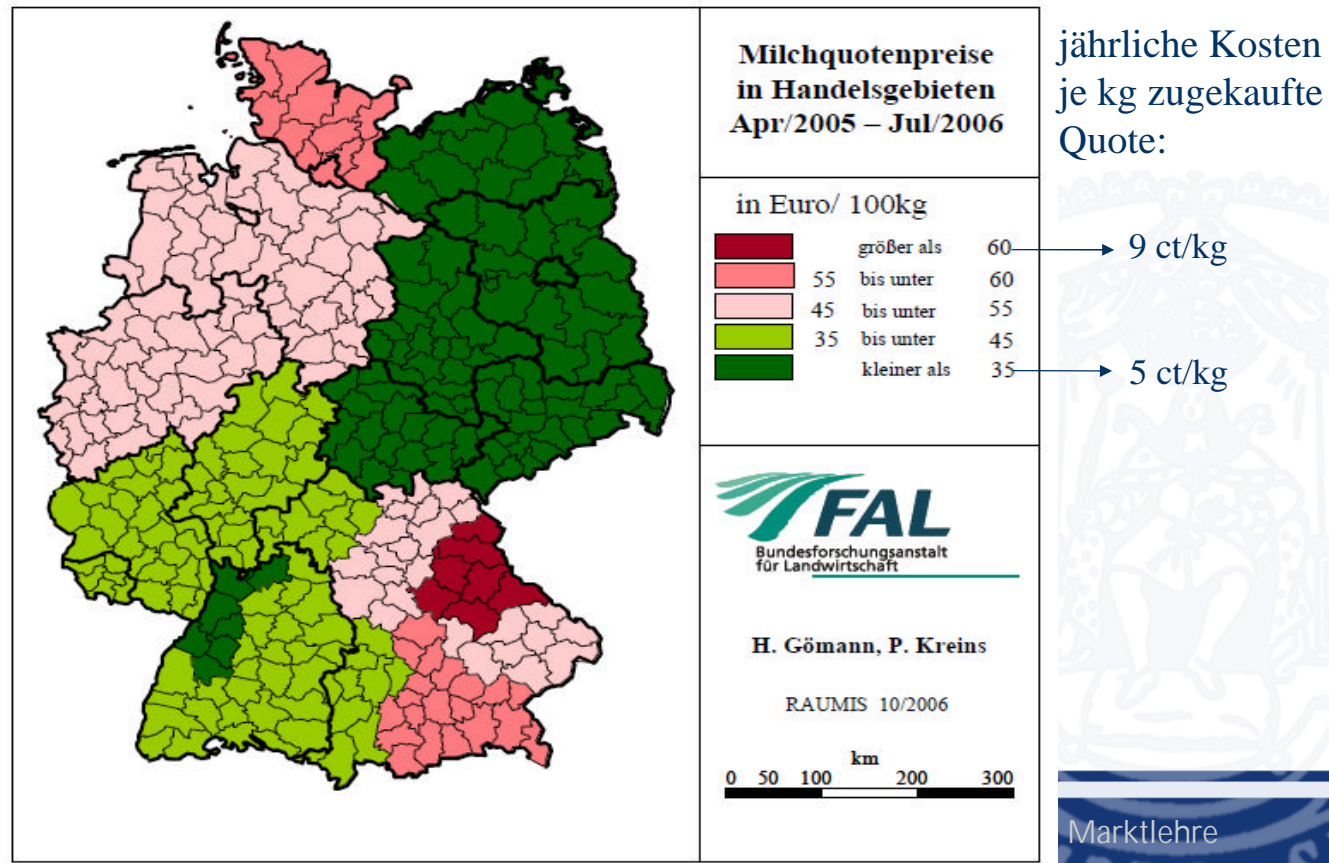 Milchquotenpreise
in Handelsgebieten
Apr/2005 – Jul/2006
in Euro/ 100kg
größer als 60
55 bis unter 60
45 bis unter 55
35 bis unter 45
kleiner als 35
FAL
Bundesforschungsanstalt
für Landwirtschaft
H. Gömann, P. Kreins
RAUMIS 10/2006
km
0 50 100 200 300
jährliche Kosten
je kg zugekaufte
Quote:
9 ct/kg
5 ct/kg
Marktlehre